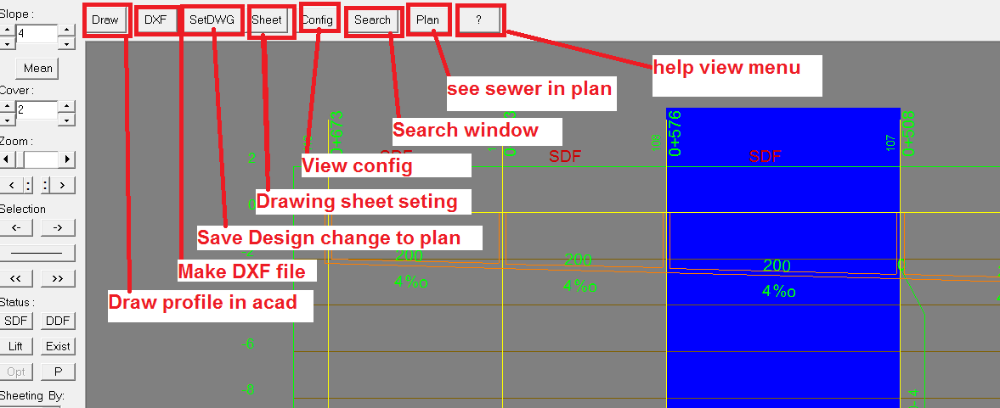 Slope :
Draw DXF SetDWG Sheet Config Search Plan ?
4
Mean
help view menu
see sewer in plan
Cover :
2
Search window
0+673
0+576
0+508
108
107
Zoom :
2
SDF
SDF
View config
< : : >
Drawing sheet seting
0
Selection
<- ->
Save Design change to plan
-2
200
200
200
Make DXF file
<< >>
4%o
4%o
4%o
Draw profile in acad
Status :
SDF DDF
Lift Exist
-6
Opt P
-8
Sheeting By: